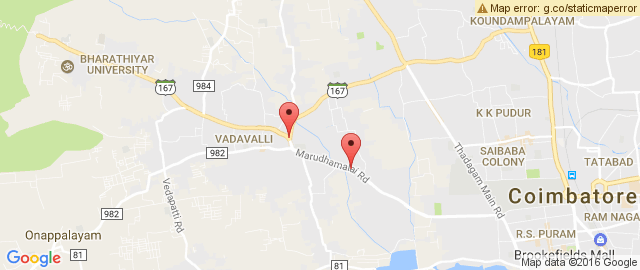 Map error: g.co/staticmaperror
KOUNDAMPALAYAM
BHARATHIYAR
UNIVERSITY
181
167
984
167
K K PUDUR
VADAVALLI
982
SAIBABA
COLONY
TATABAD
Marudhamalai Rd
Thadagam Main Rd
Vedapatti Rd
Coimbatore
982
RAM NAGA
Onappalayam
R.S. PURAM
81
Brookefields Mall
Google
81
Map data ©2016 Google